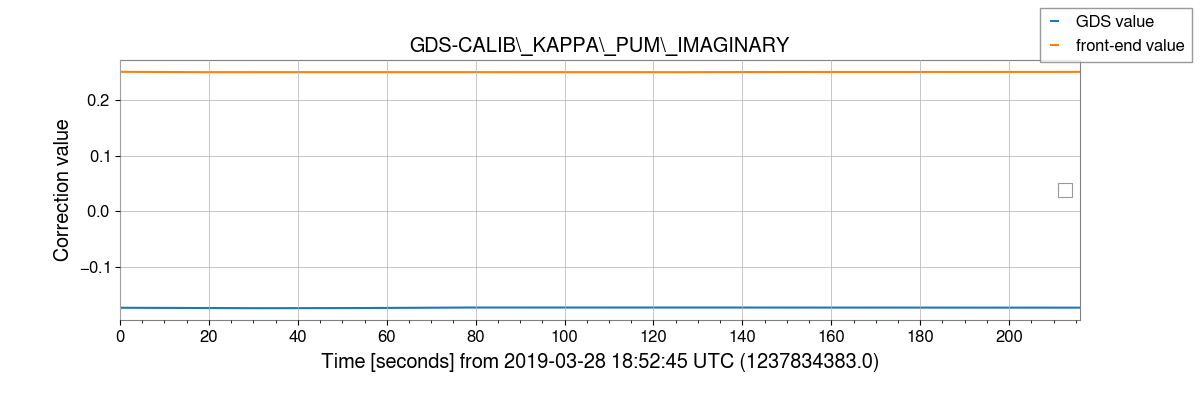 GDS value
front-end value
GDS-CALIB\_KAPPA\_PUM\_IMAGINARY
Correction value
0.2
0.1
0.0
−0.1
0 20 40 60 80 100 120 140 160 180 200
Time [seconds] from 2019-03-28 18:52:45 UTC (1237834383.0)